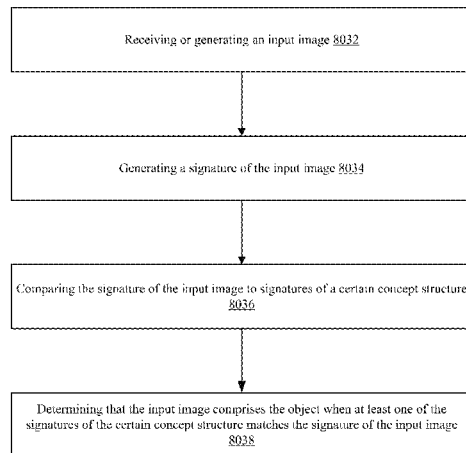 Receiving or generating an input image 8032
Generating a signature of the input image 8034
Comparing the signature of the input image to signatures of a certain concept structure
8036
Determining that the input image comprises the object when at least one of the
signatures of the certain concept structure matches the signature of the input image
8038